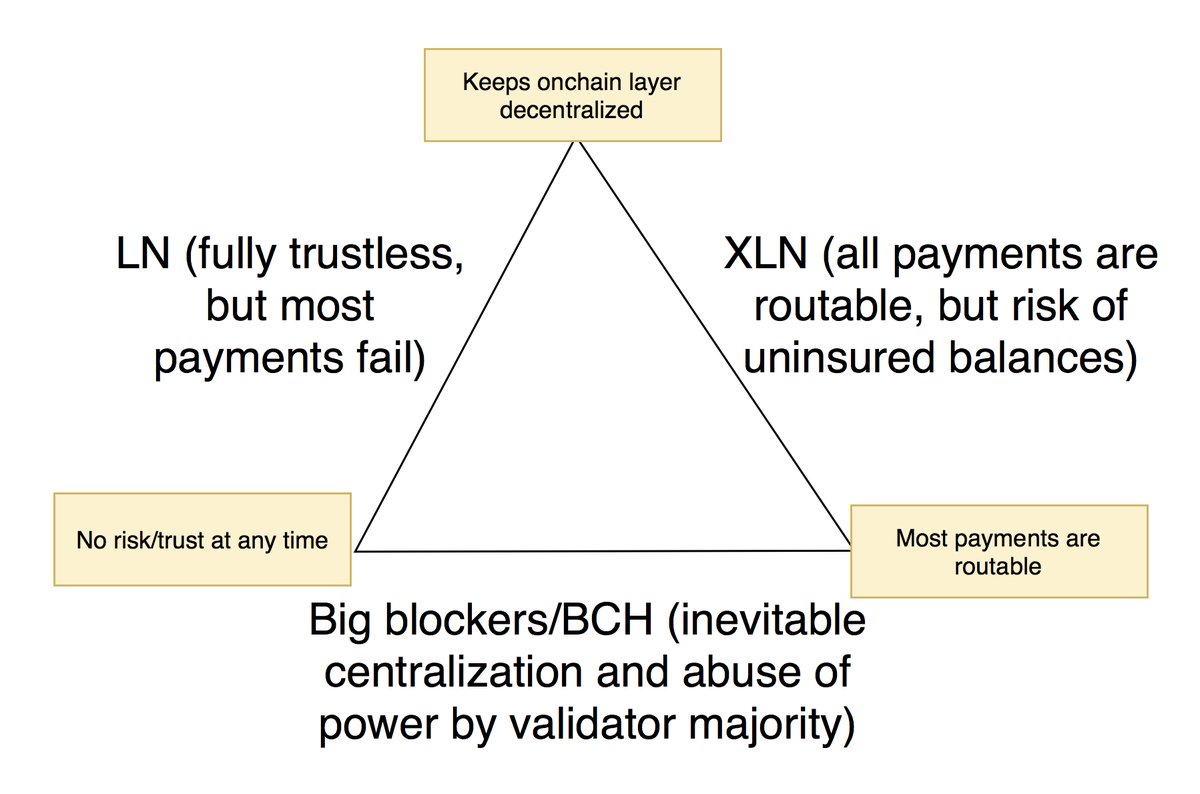 Keeps onchain layer
decentralized
LN (fully trustless,
but most
payments fail)
XLN (all payments are
routable, but risk of
uninsured balances)
No risk/trust at any time
Most payments are
routable
Big blockers/BCH (inevitable
centralization and abuse of
power by validator majority)